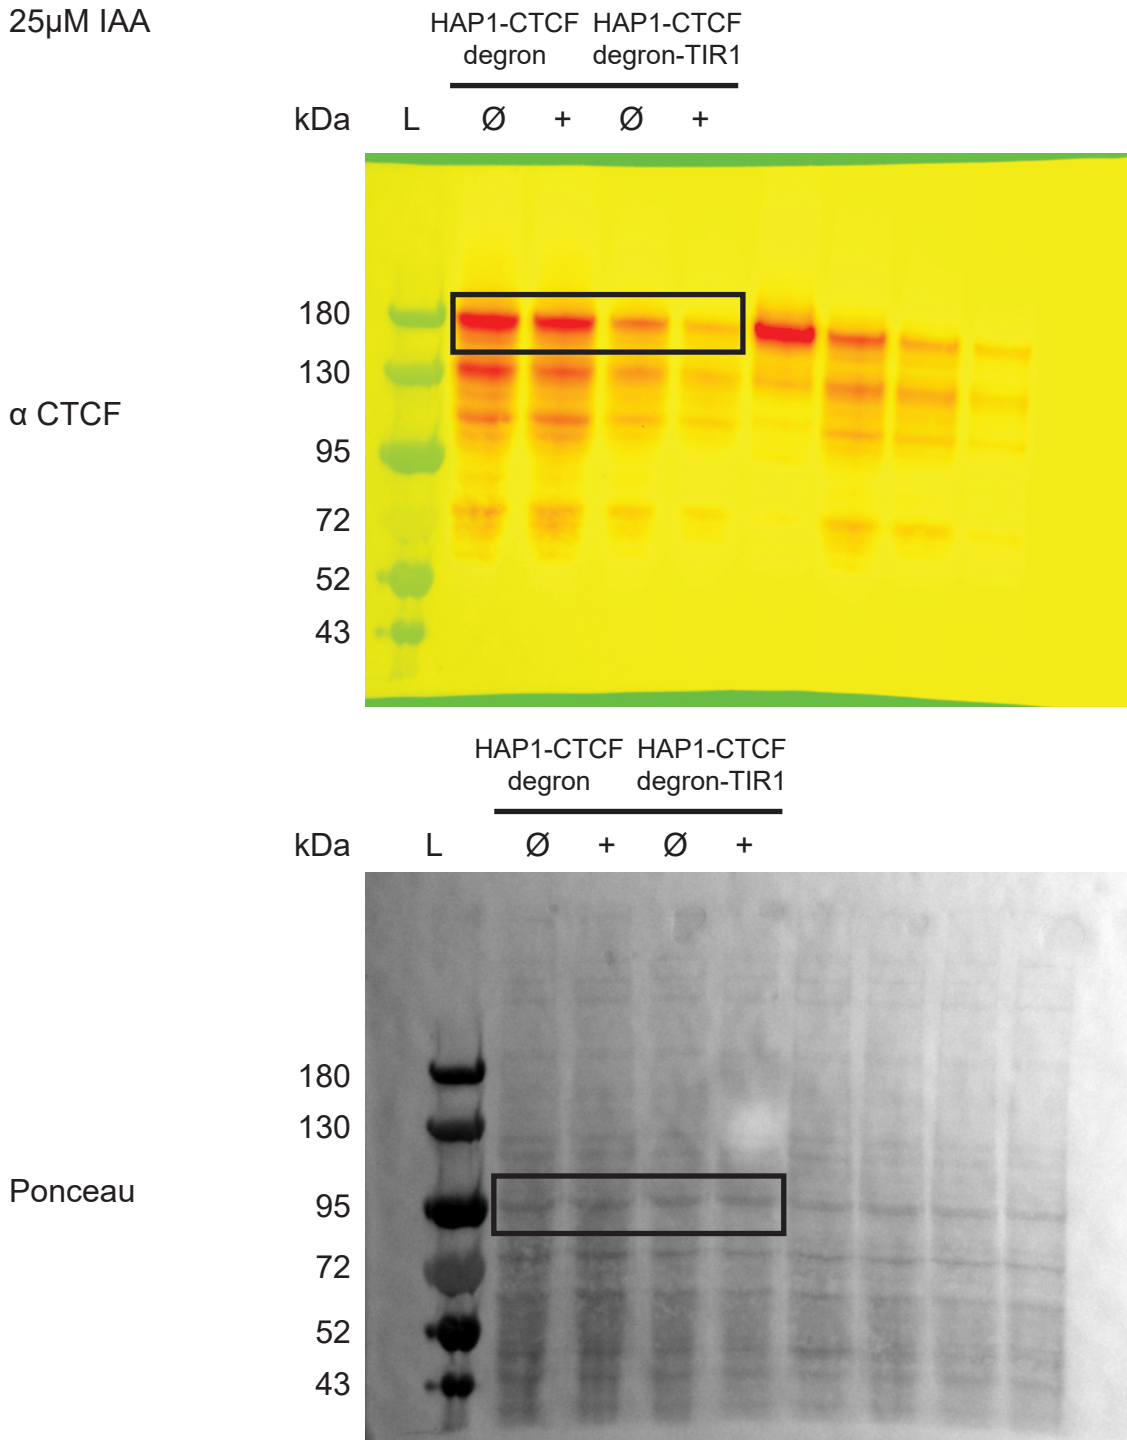 25µM IAA
HAP1-CTCF HAP1-CTCF
degron degron-TIR1
kDa L Ø + Ø +
180
130
α CTCF
95
72
52
43
HAP1-CTCF HAP1-CTCF
degron degron-TIR1
kDa L Ø + Ø +
180
130
Ponceau
95
72
52
43